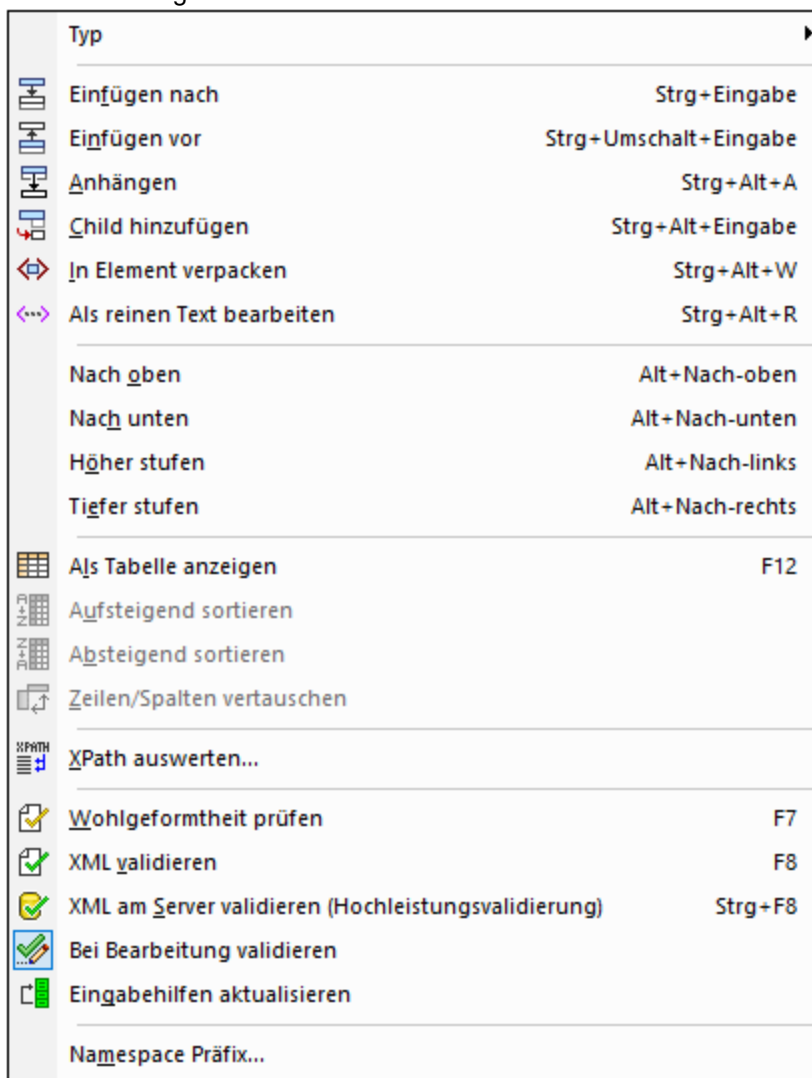 Typ
Einfügen nach Strg+Eingabe
Einfügen vor Strg+Umschalt+Eingabe
Anhängen Strg+Alt+A
Child hinzufügen Strg+Alt+Eingabe
In Element verpacken Strg+Alt+W
Als reinen Text bearbeiten Strg+Alt+R
Nach oben Alt+Nach-oben
Nach unten Alt+Nach-unten
Höher stufen Alt+Nach-links
Tiefer stufen Alt+Nach-rechts
Als Tabelle anzeigen F12
Aufsteigend sortieren
Absteigend sortieren
Zeilen/Spalten vertauschen
XPATH XPath auswerten...
Wohlgeformtheit prüfen F7
XML validieren F8
XML am Server validieren (Hochleistungsvalidierung) Strg+F8
Bei Bearbeitung validieren
Eingabehilfen aktualisieren
Namespace Präfix...